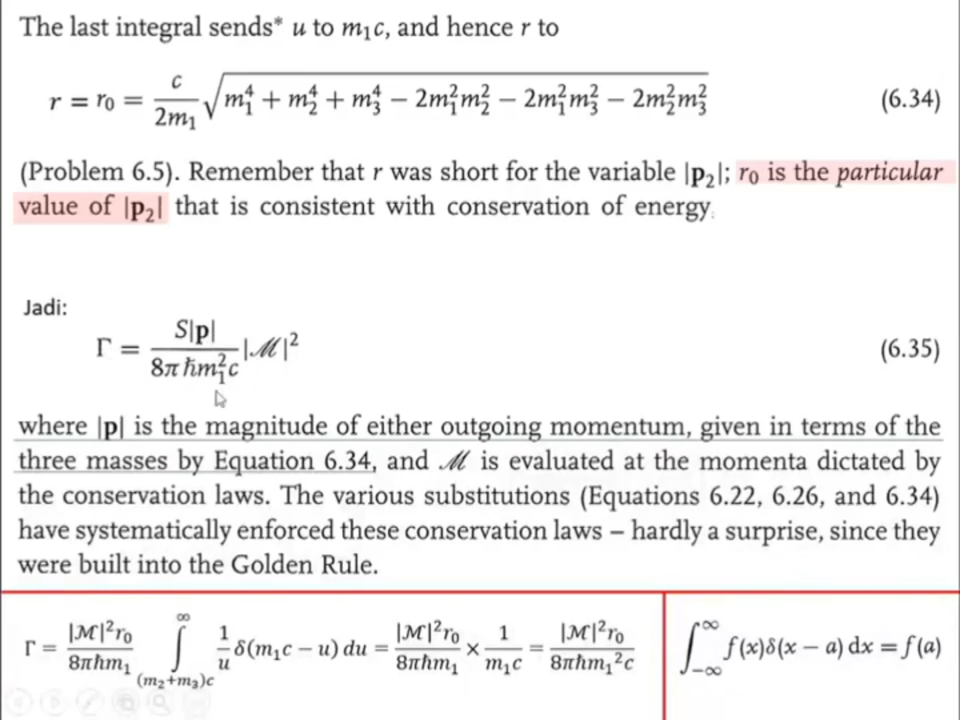 The last integral sends* u to m₁c, and hence r to
r = r₀ = c/2m₁ √(m₁⁴ + m₂⁴ + m₃⁴ − 2m₁²m₂² − 2m₁²m₃² − 2m₂²m₃²) (6.34)
(Problem 6.5). Remember that r was short for the variable |p₂|; r₀ is the particular
value of |p₂| that is consistent with conservation of energy.
Jadi:
Γ = S|p|/8πħm₁²c |ℳ|² (6.35)
where |p| is the magnitude of either outgoing momentum, given in terms of the
three masses by Equation 6.34, and ℳ is evaluated at the momenta dictated by
the conservation laws. The various substitutions (Equations 6.22, 6.26, and 6.34)
have systematically enforced these conservation laws – hardly a surprise, since they
were built into the Golden Rule.
Γ = |ℳ|²r₀/8πħm₁ ∫_{(m₂+m₃)c}^{∞} 1/u δ(m₁c − u) du = |ℳ|²r₀/8πħm₁ × 1/m₁c = |ℳ|²r₀/8πħm₁²c
∫_{−∞}^{∞} f(x)δ(x − a) dx = f(a)